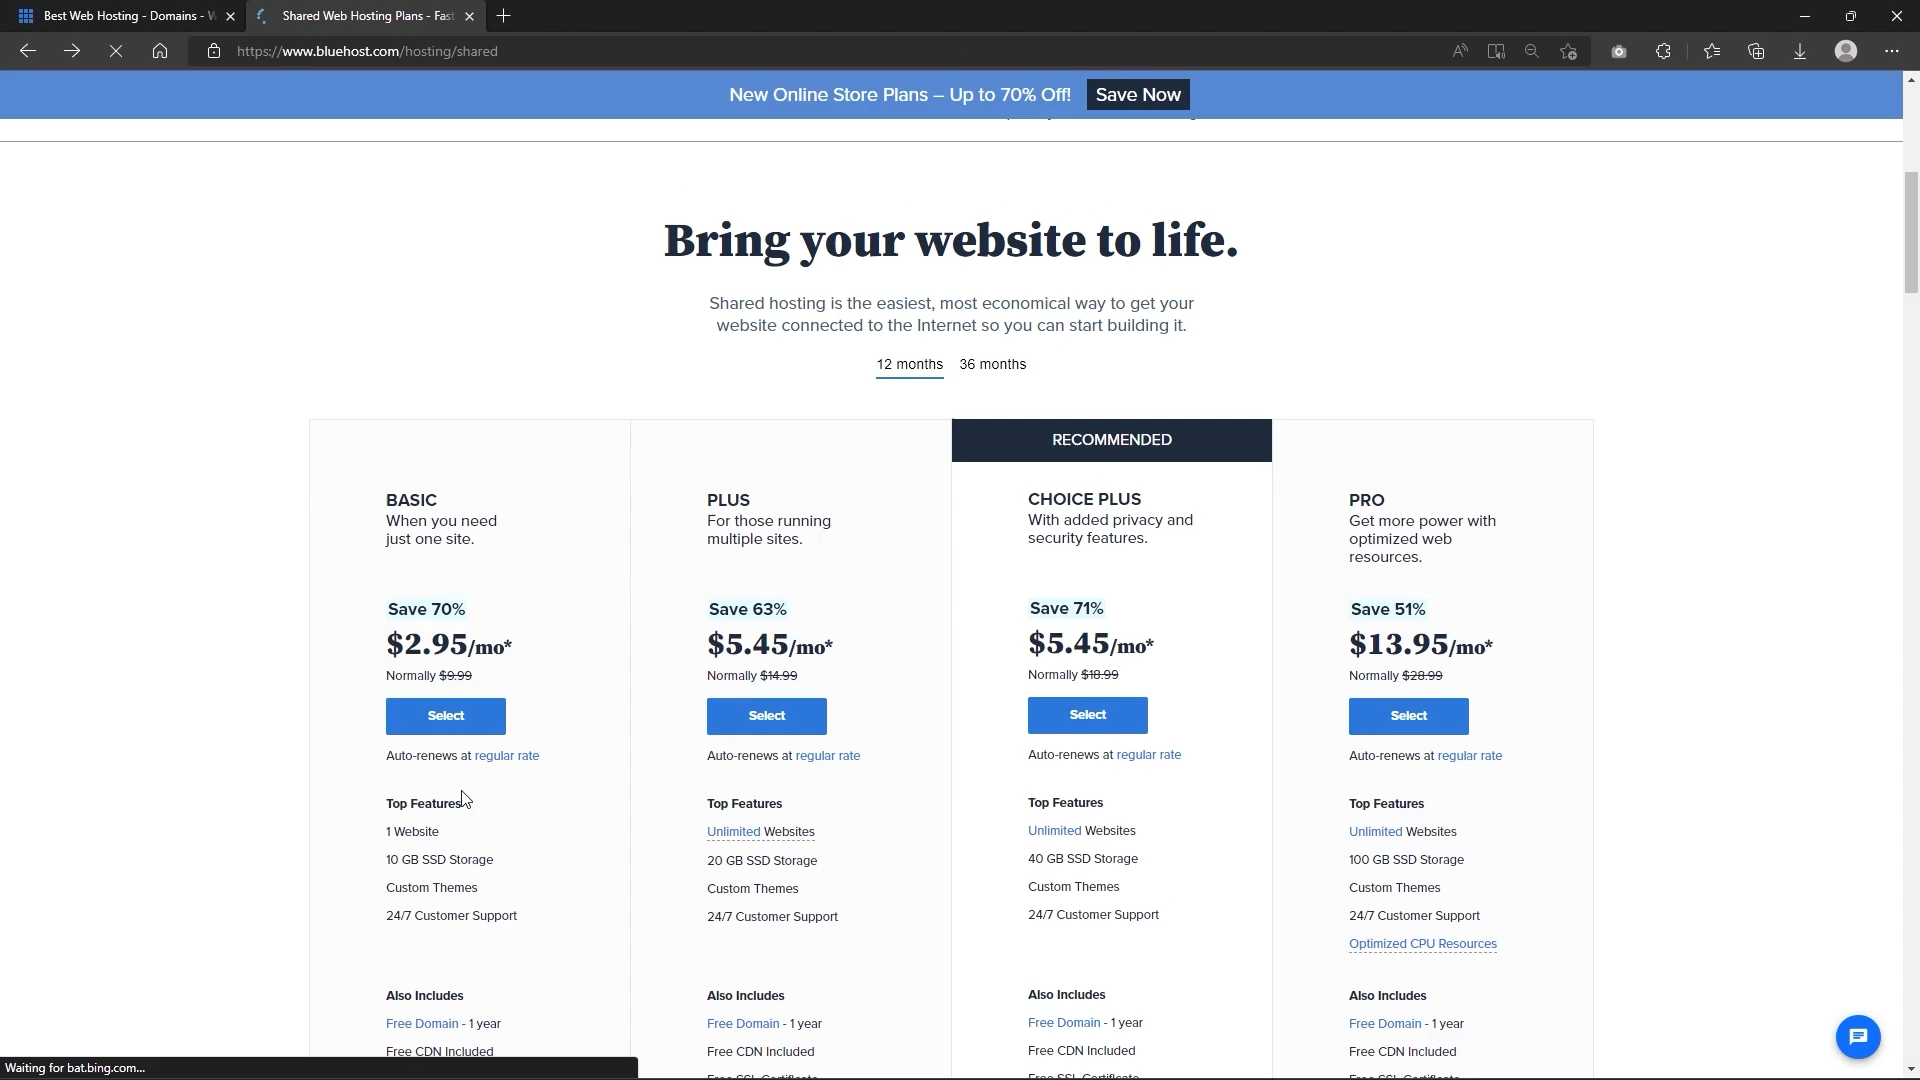 Best Web Hosting - Domains - W
Shared Web Hosting Plans - Fast
https://www.bluehost.com/hosting/shared
New Online Store Plans – Up to 70% Off!
Save Now
Bring your website to life.
Shared hosting is the easiest, most economical way to get your
website connected to the Internet so you can start building it.
12 months
36 months
RECOMMENDED
BASIC
When you need
just one site.
Save 70%
$2.95/mo*
Normally $9.99
Select
Auto-renews at regular rate
Top Features
1 Website
10 GB SSD Storage
Custom Themes
24/7 Customer Support
Also Includes
Free Domain - 1 year
Free CDN Included
PLUS
For those running
multiple sites.
Save 63%
$5.45/mo*
Normally $14.99
Select
Auto-renews at regular rate
Top Features
Unlimited Websites
20 GB SSD Storage
Custom Themes
24/7 Customer Support
Also Includes
Free Domain - 1 year
Free CDN Included
Free SSL Certificate
CHOICE PLUS
With added privacy and
security features.
Save 71%
$5.45/mo*
Normally $18.99
Select
Auto-renews at regular rate
Top Features
Unlimited Websites
40 GB SSD Storage
Custom Themes
24/7 Customer Support
Also Includes
Free Domain - 1 year
Free CDN Included
Free SSL Certificate
PRO
Get more power with
optimized web
resources.
Save 51%
$13.95/mo*
Normally $28.99
Select
Auto-renews at regular rate
Top Features
Unlimited Websites
100 GB SSD Storage
Custom Themes
24/7 Customer Support
Optimized CPU Resources
Also Includes
Free Domain - 1 year
Free CDN Included
Free SSL Certificate
Waiting for bat.bing.com...